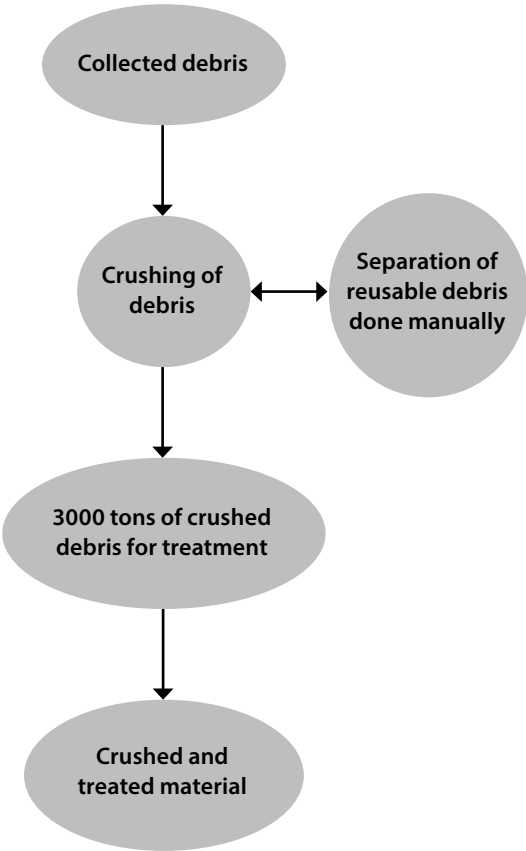 Collected debris
Crushing of
debris
Separation of
reusable debris
done manually
3000 tons of crushed
debris for treatment
Crushed and
treated material